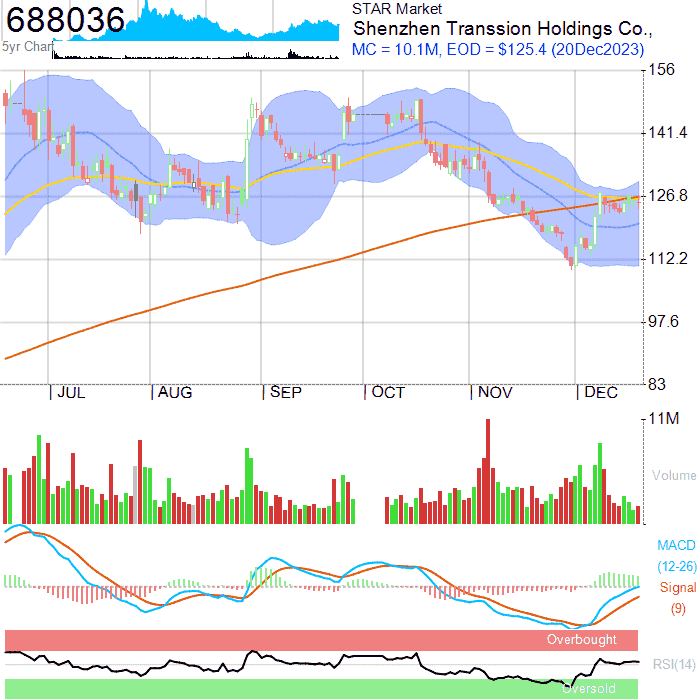 688036
5yr Chart
STAR Market
Shenzhen Transsion Holdings Co.,
MC = 10.1M, EOD = $125.4 (20Dec2023)
156
141.4
126.8
112.2
97.6
83
JUL AUG SEP OCT NOV DEC
11M
Volume
MACD
(12-26)
Signal
(9)
Overbought
RSI(14)
Oversold